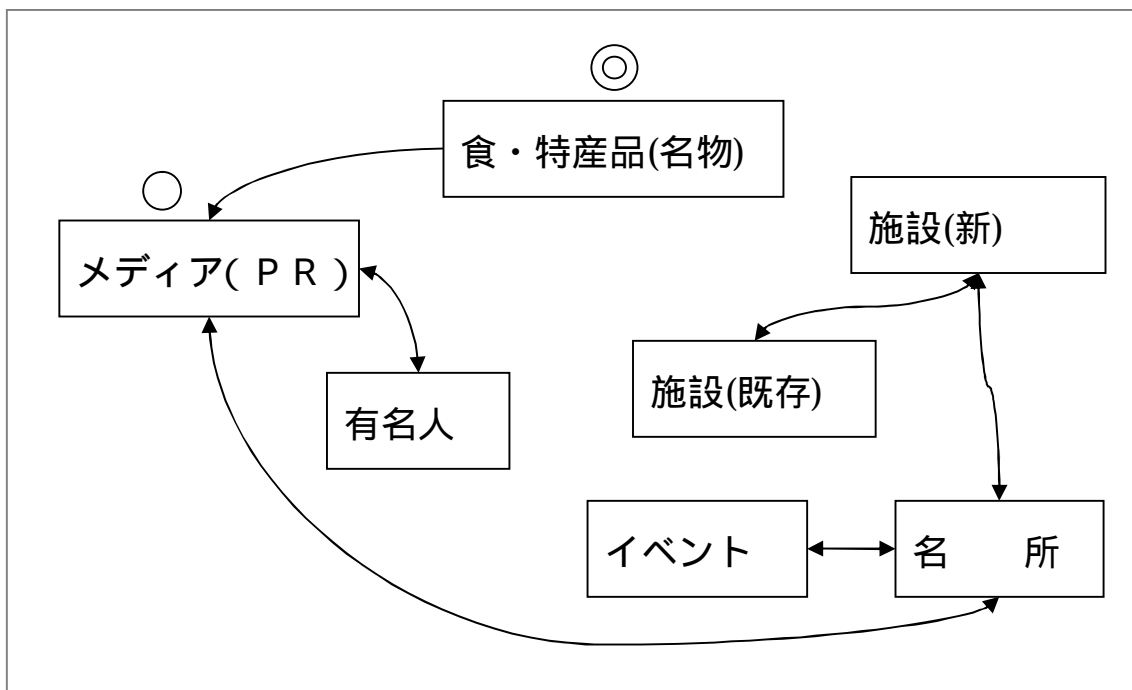 ◎
食・特産品(名物)
○
メディア(ＰＲ)
施設(新)
施設(既存)
有名人
イベント
名　　所